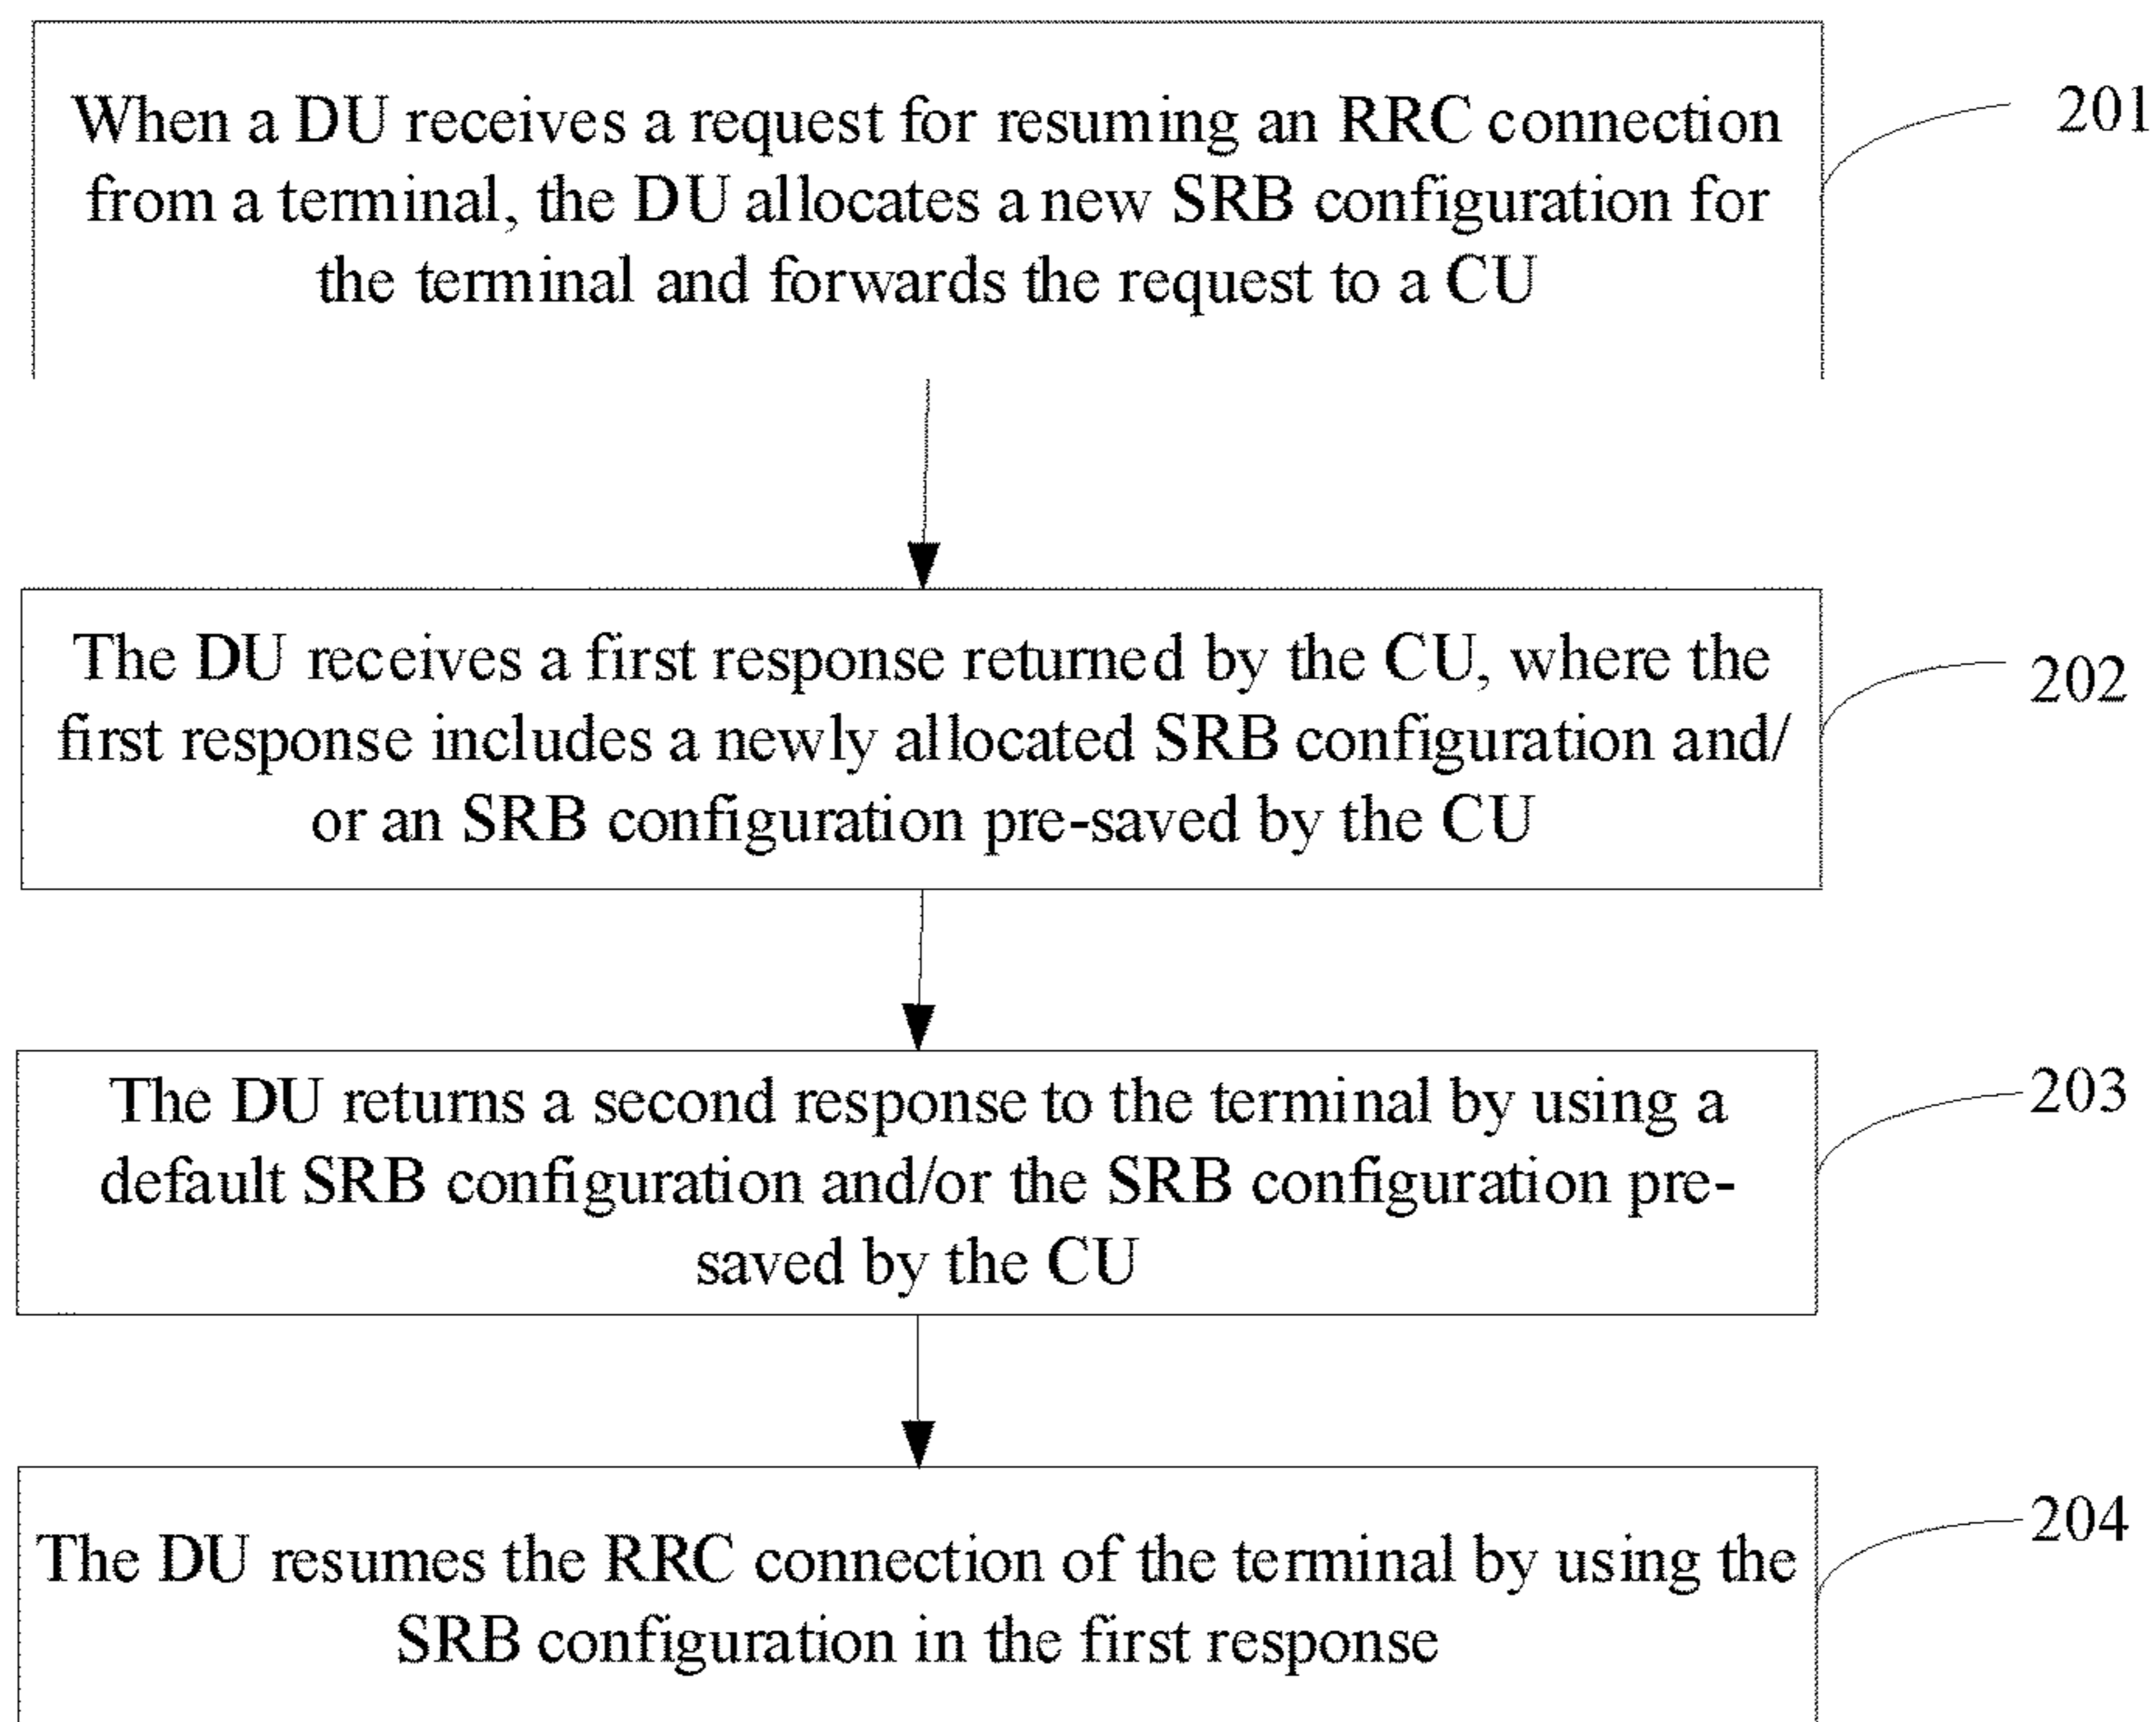 When a DU receives a request for resuming an RRC connection
from a terminal, the DU allocates a new SRB configuration for
the terminal and forwards the request to a CU
201
The DU receives a first response returned by the CU, where the
first response includes a newly allocated SRB configuration and/
or an SRB configuration pre-saved by the CU
202
The DU returns a second response to the terminal by using a
default SRB configuration and/or the SRB configuration pre-
saved by the CU
203
The DU resumes the RRC connection of the terminal by using the
SRB configuration in the first response
204